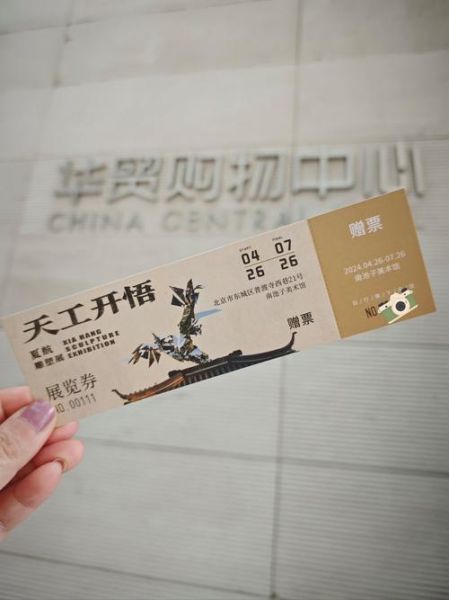 华贸购物中心
CHINA CENTRAL
天工开悟
夏航
雕塑展
XIA HANG
SCULPTURE
EXHIBITION
展览券
NO.00111
START
04
26
FINAL
07
26
北京市东城区普渡寺西巷21号
南池子美术馆
赠票
赠票
2024.04.26-07.26
南池子美术馆
NO